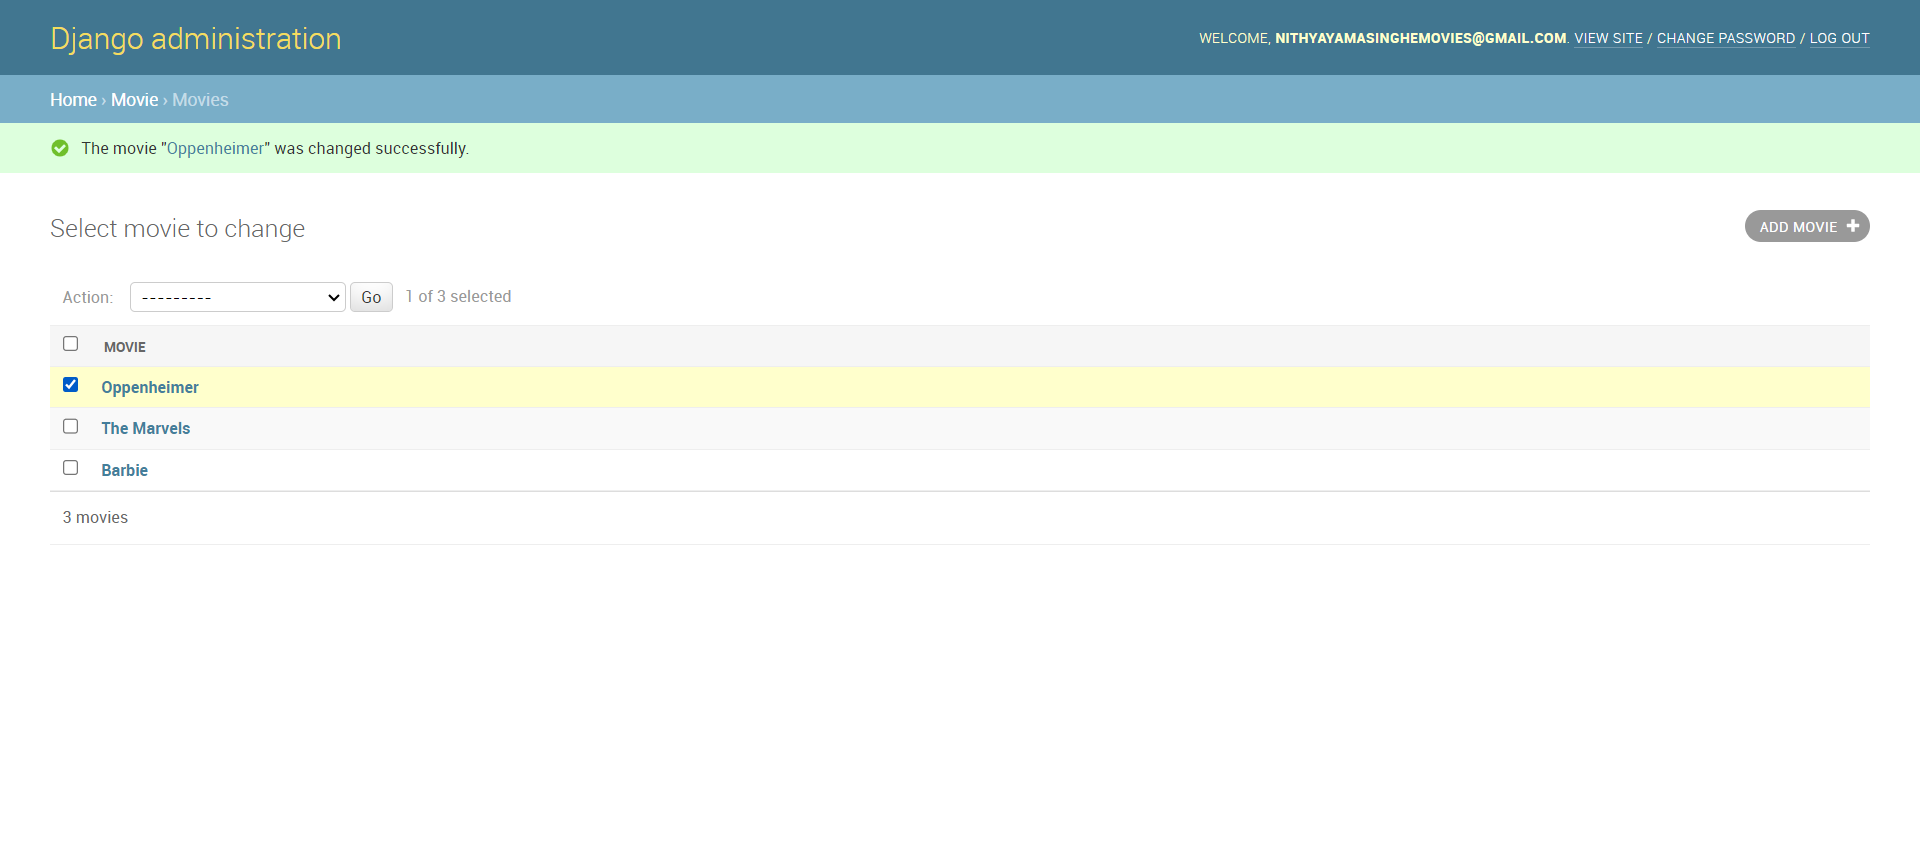 Django administration
WELCOME, NITHYAYAMASINGHEMOVIES@GMAIL.COM. VIEW SITE / CHANGE PASSWORD / LOG OUT
Home › Movie › Movies
The movie "Oppenheimer" was changed successfully.
Select movie to change
ADD MOVIE
Action: --------- Go 1 of 3 selected
MOVIE
Oppenheimer
The Marvels
Barbie
3 movies